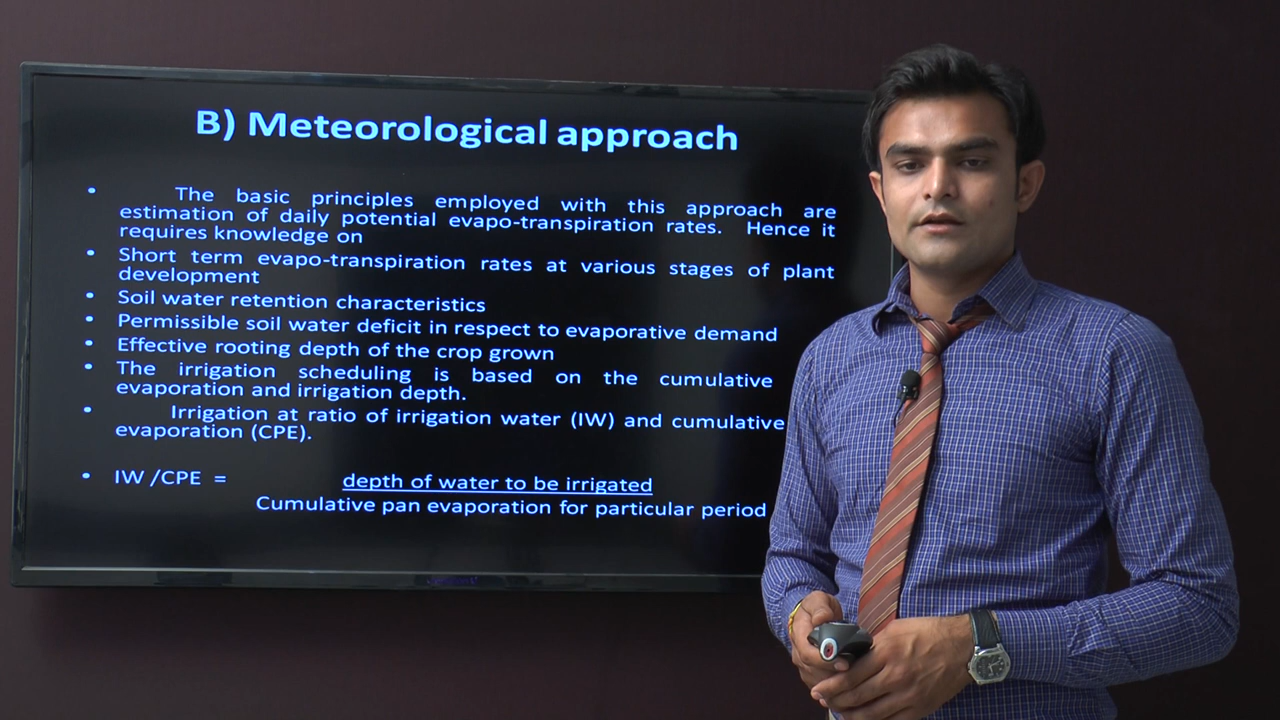 B) Meteorological approach
• The basic principles employed with this approach are
estimation of daily potential evapo-transpiration rates. Hence it
requires knowledge on
• Short term evapo-transpiration rates at various stages of plant
development
• Soil water retention characteristics
• Permissible soil water deficit in respect to evaporative demand
• Effective rooting depth of the crop grown
• The irrigation scheduling is based on the cumulative
evaporation and irrigation depth.
• Irrigation at ratio of irrigation water (IW) and cumulative
evaporation (CPE).
• IW /CPE = depth of water to be irrigated
Cumulative pan evaporation for particular period